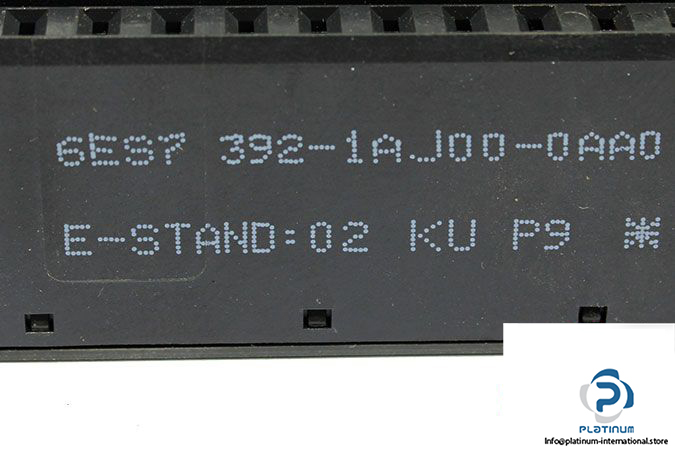 6ES7 392-1AJ00-0AA0
E-STAND:02 KU P9 ⁜
PLATINUM
Info@platinum-international.store